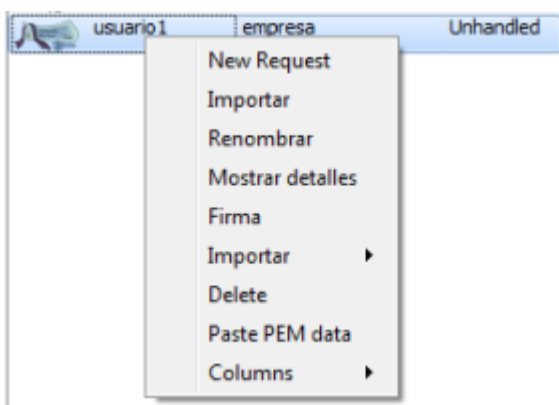 usuario1 empresa Unhandled
New Request
Importar
Renombrar
Mostrar detalles
Firma
Importar
Delete
Paste PEM data
Columns